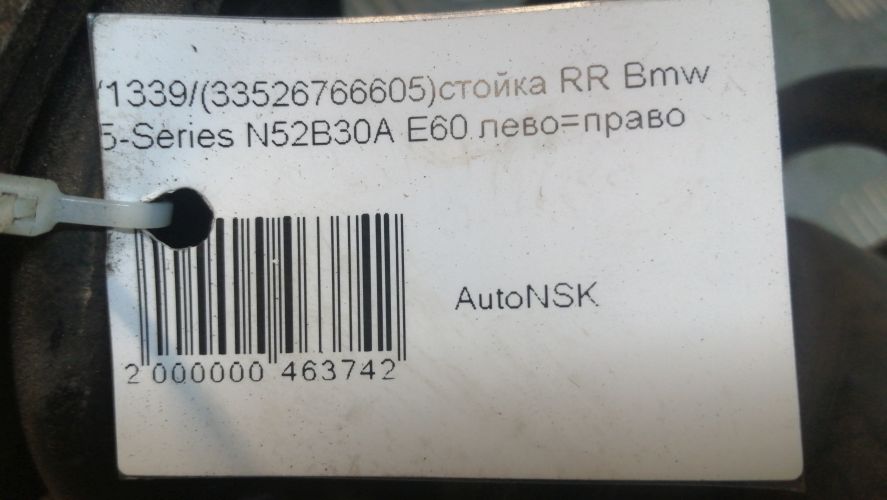 /1339/(33526766605)стойка RR Bmw
5-Series N52B30A E60 лево=право
AutoNSK
2 000000 463742